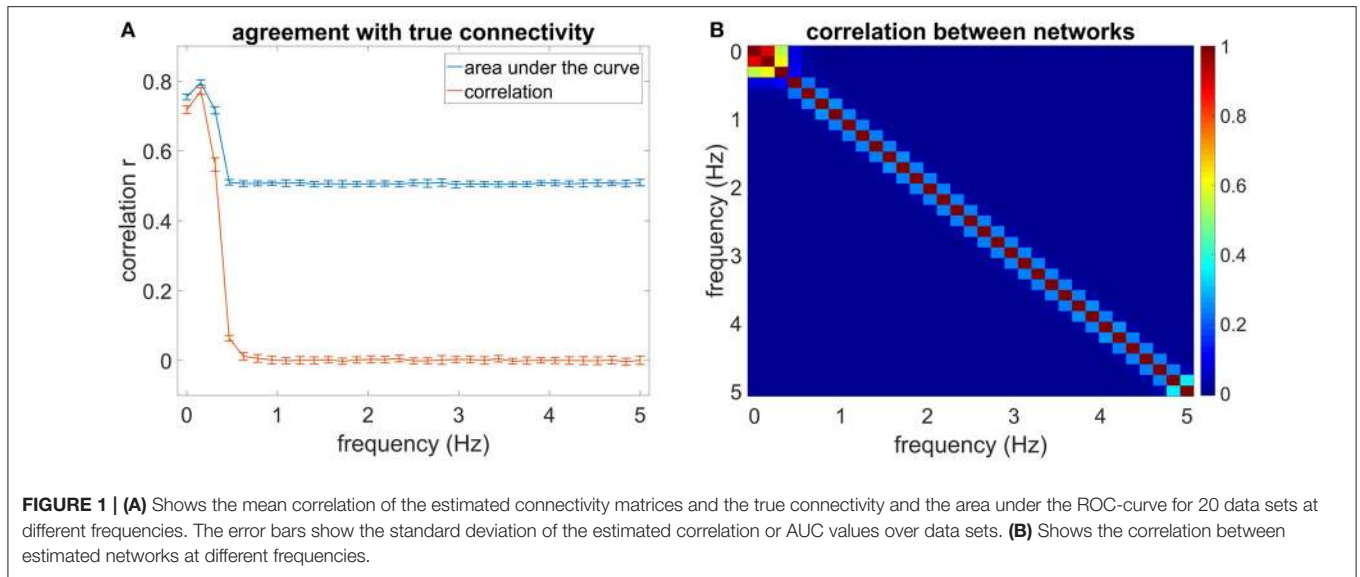 A
agreement with true connectivity
area under the curve
correlation
correlation r
0.8
0.6
0.4
0.2
0
0 1 2 3 4 5
frequency (Hz)
B
correlation between networks
frequency (Hz)
0
1
2
3
4
5
0 1 2 3 4 5
frequency (Hz)
1
0.8
0.6
0.4
0.2
0
FIGURE 1 | (A) Shows the mean correlation of the estimated connectivity matrices and the true connectivity and the area under the ROC-curve for 20 data sets at
different frequencies. The error bars show the standard deviation of the estimated correlation or AUC values over data sets. (B) Shows the correlation between
estimated networks at different frequencies.